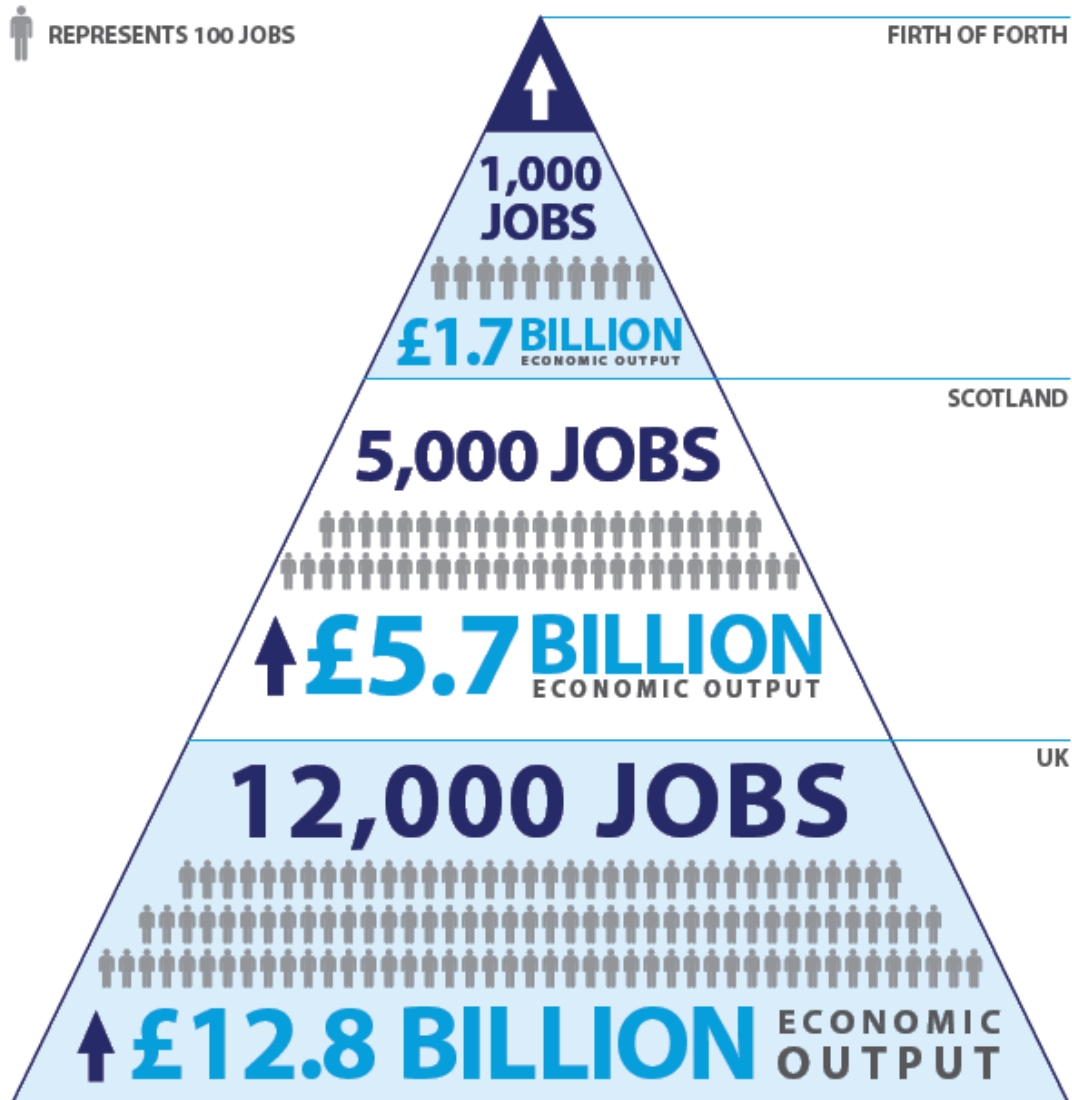 REPRESENTS 100 JOBS
FIRTH OF FORTH
1,000
JOBS
£1.7 BILLION
ECONOMIC OUTPUT
SCOTLAND
5,000 JOBS
£5.7 BILLION
ECONOMIC OUTPUT
UK
12,000 JOBS
£12.8 BILLION ECONOMIC
OUTPUT